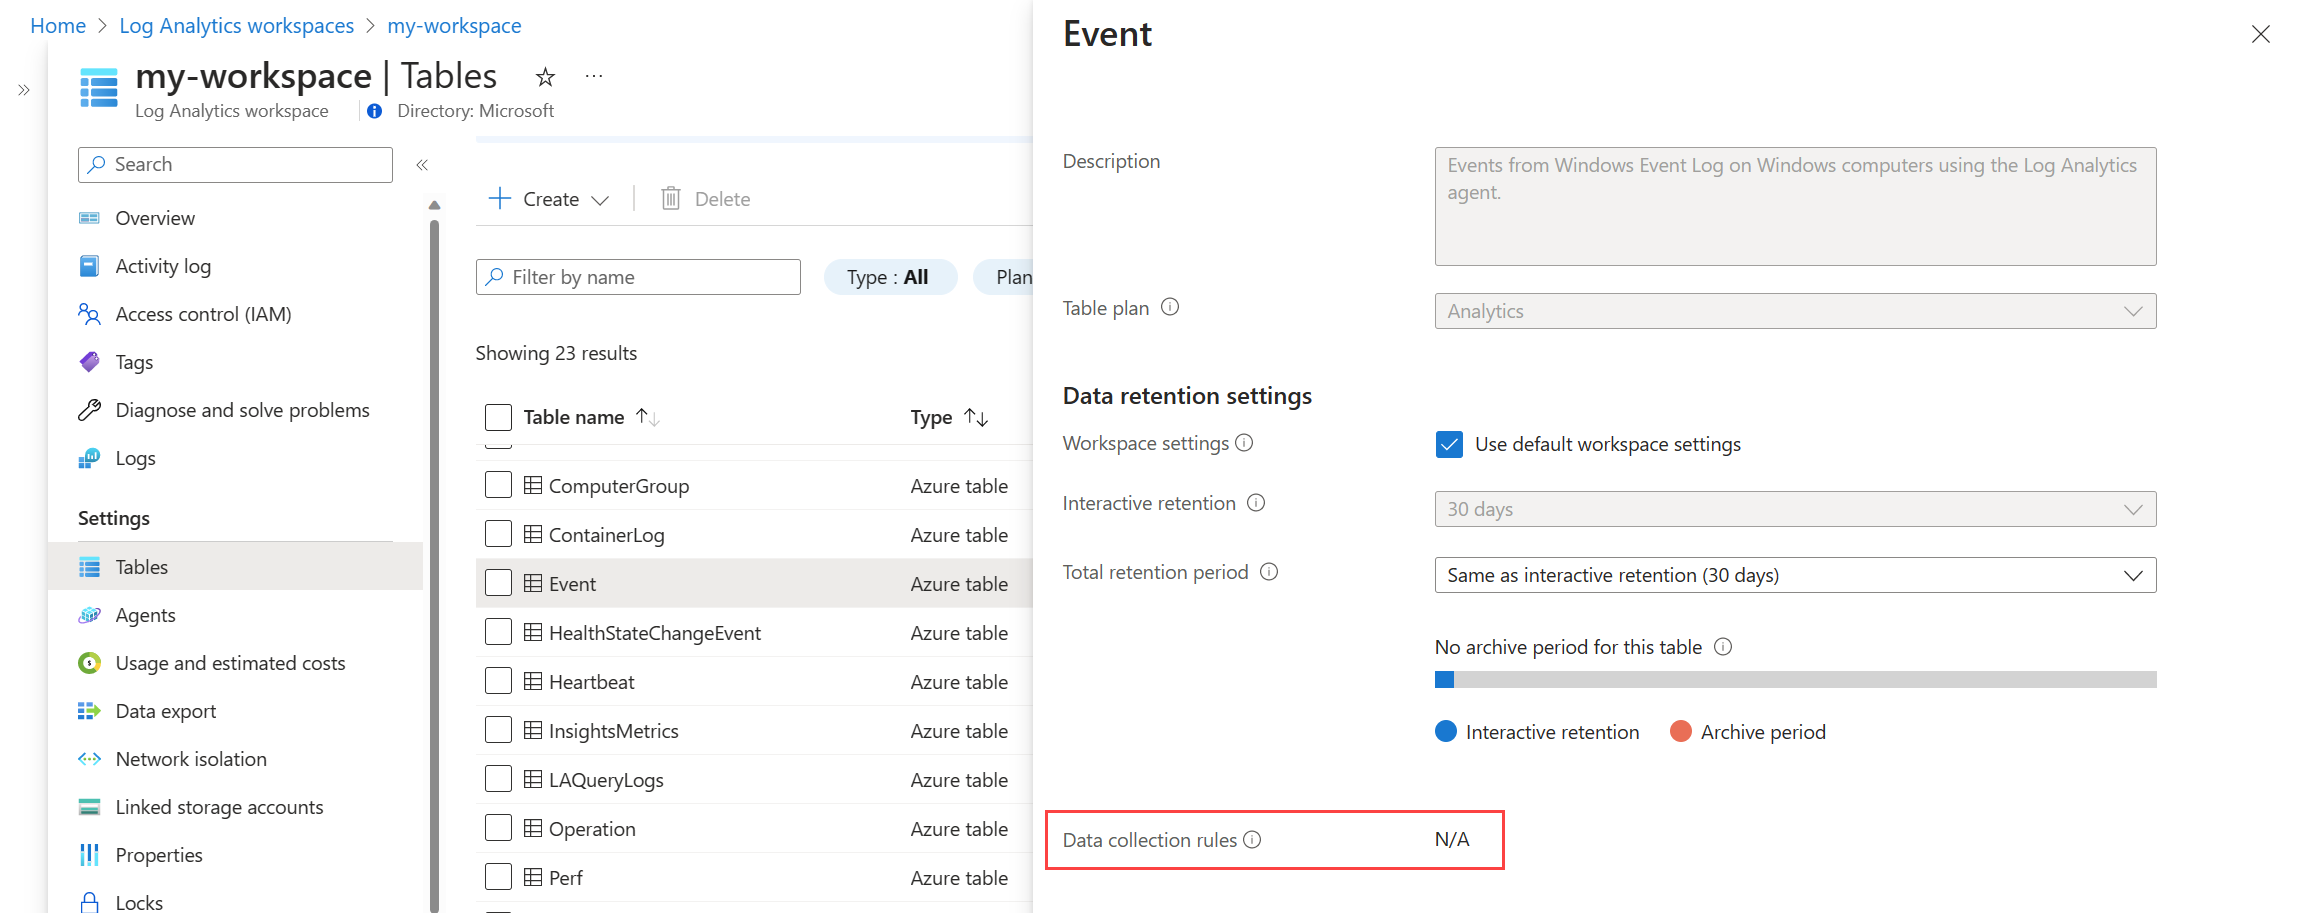 Home > Log Analytics workspaces > my-workspace
my-workspace | Tables
Log Analytics workspace
Directory: Microsoft
Search
Overview
Activity log
Access control (IAM)
Tags
Diagnose and solve problems
Logs
Settings
Tables
Agents
Usage and estimated costs
Data export
Network isolation
Linked storage accounts
Properties
Locks
Create
Delete
Filter by name
Type : All
Plan
Showing 23 results
Table name
Type
ComputerGroup Azure table
ContainerLog Azure table
Event Azure table
HealthStateChangeEvent Azure table
Heartbeat Azure table
InsightsMetrics Azure table
LAQueryLogs Azure table
Operation Azure table
Perf Azure table
Event
Description
Events from Windows Event Log on Windows computers using the Log Analytics
agent.
Table plan
Analytics
Data retention settings
Workspace settings
Use default workspace settings
Interactive retention
30 days
Total retention period
Same as interactive retention (30 days)
No archive period for this table
Interactive retention
Archive period
Data collection rules
N/A